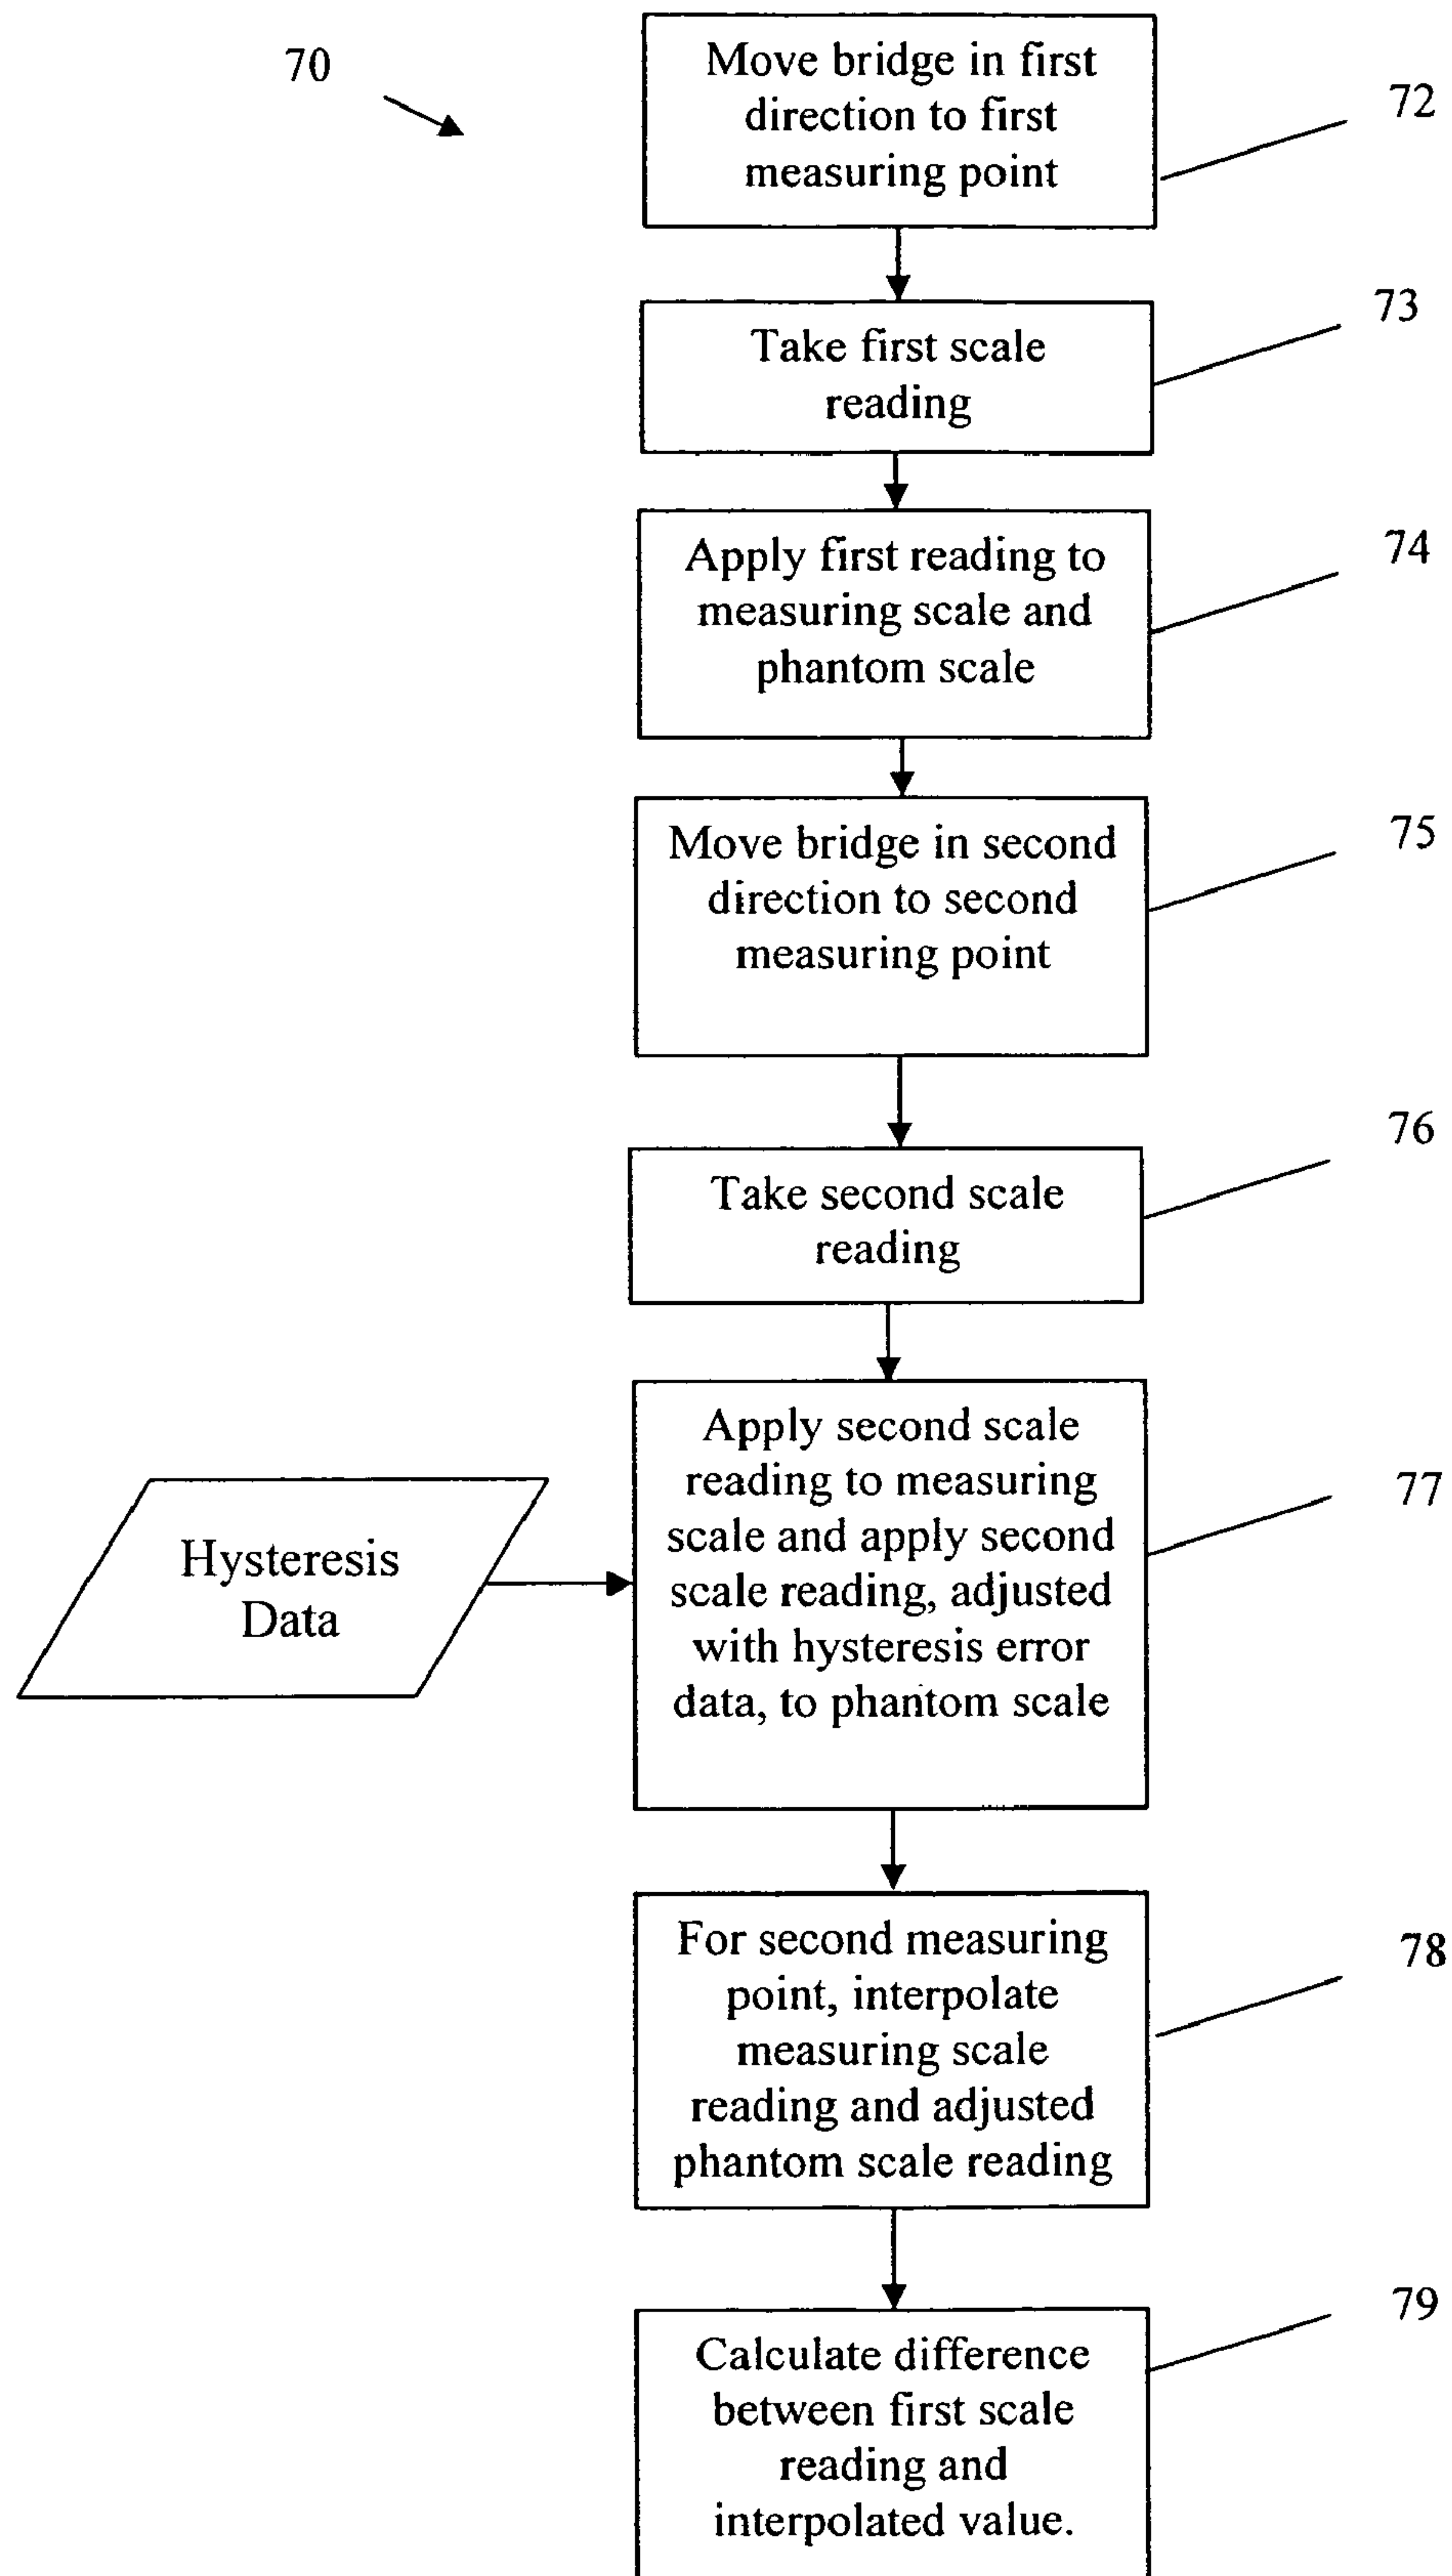 70
Move bridge in first
direction to first
measuring point
72
Take first scale
reading
73
Apply first reading to
measuring scale and
phantom scale
74
Move bridge in second
direction to second
measuring point
75
Take second scale
reading
76
Apply second scale
reading to measuring
scale and apply second
scale reading, adjusted
with hysteresis error
data, to phantom scale
77
Hysteresis
Data
For second measuring
point, interpolate
measuring scale
reading and adjusted
phantom scale reading
78
Calculate difference
between first scale
reading and
interpolated value.
79